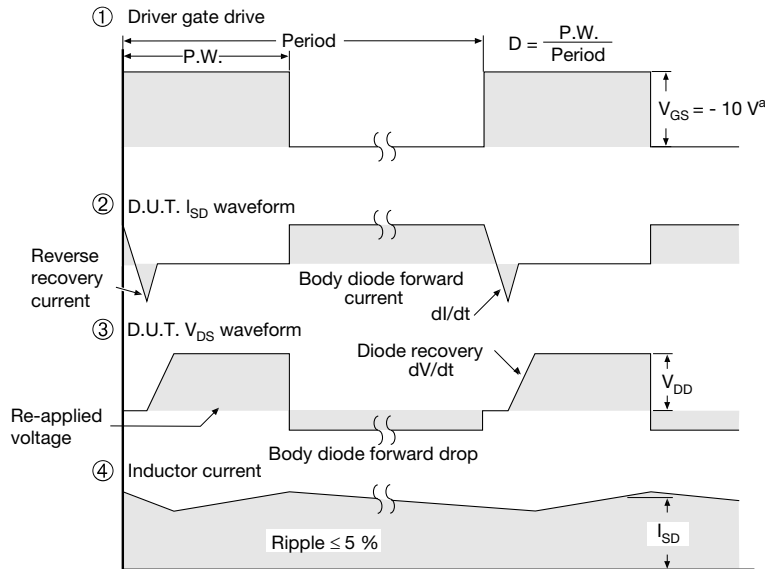 ① Driver gate drive
Period
P.W.
D = P.W.
Period
V_GS = - 10 V^a
② D.U.T. I_SD waveform
Reverse
recovery
current
Body diode forward
current
dI/dt
③ D.U.T. V_DS waveform
Diode recovery
dV/dt
V_DD
Re-applied
voltage
Body diode forward drop
④ Inductor current
Ripple ≤ 5 %
I_SD